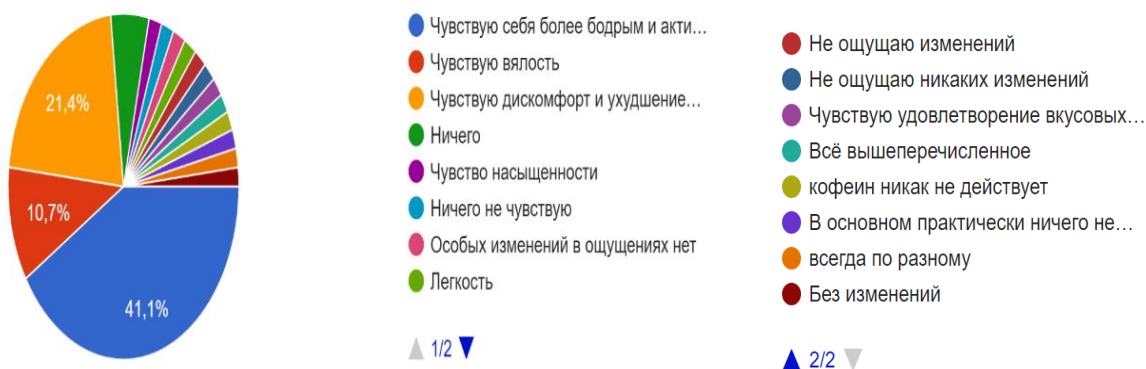 21,4%
10,7%
41,1%
Чувствую себя более бодрым и акти...
Чувствую вялость
Чувствую дискомфорт и ухудшение...
Ничего
Чувство насыщенности
Ничего не чувствую
Особых изменений в ощущениях нет
Легкость
1/2
Не ощущаю изменений
Не ощущаю никаких изменений
Чувствую удовлетворение вкусовых...
Всё вышеперечисленное
кофеин никак не действует
В основном практически ничего не...
всегда по разному
Без изменений
2/2